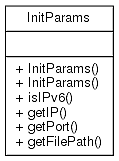 InitParams
+ InitParams()
+ InitParams()
+ isIPv6()
+ getIP()
+ getPort()
+ getFilePath()